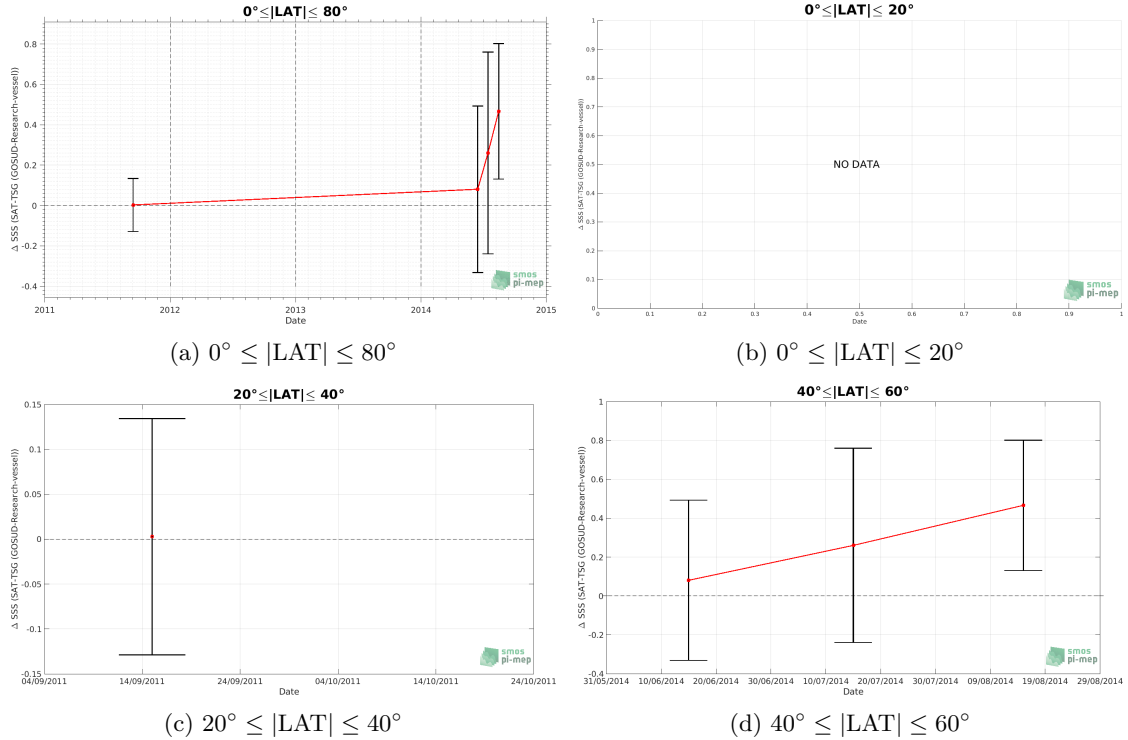 0°≤|LAT|≤ 80°
Δ SSS (SAT-TSG (GOSUD-Research-vessel))
0.8
0.6
0.4
0.2
0
-0.2
-0.4
2011
2012
2013
2014
2015
Date
smos
pi-mep
(a) 0° ≤ |LAT| ≤ 80°
0°≤|LAT|≤ 20°
Δ SSS (SAT-TSG (GOSUD-Research-vessel))
1
0.9
0.8
0.7
0.6
0.5
0.4
0.3
0.2
0.1
0
NO DATA
0
0.1
0.2
0.3
0.4
0.5
0.6
0.7
0.8
0.9
1
Date
smos
pi-mep
(b) 0° ≤ |LAT| ≤ 20°
20°≤|LAT|≤ 40°
Δ SSS (SAT-TSG (GOSUD-Research-vessel))
0.15
0.1
0.05
0
-0.05
-0.1
-0.15
04/09/2011
14/09/2011
24/09/2011
04/10/2011
14/10/2011
24/10/2011
Date
smos
pi-mep
(c) 20° ≤ |LAT| ≤ 40°
40°≤|LAT|≤ 60°
Δ SSS (SAT-TSG (GOSUD-Research-vessel))
1
0.8
0.6
0.4
0.2
0
-0.2
-0.4
31/05/2014
10/06/2014
20/06/2014
30/06/2014
10/07/2014
20/07/2014
30/07/2014
09/08/2014
19/08/2014
29/08/2014
Date
smos
pi-mep
(d) 40° ≤ |LAT| ≤ 60°